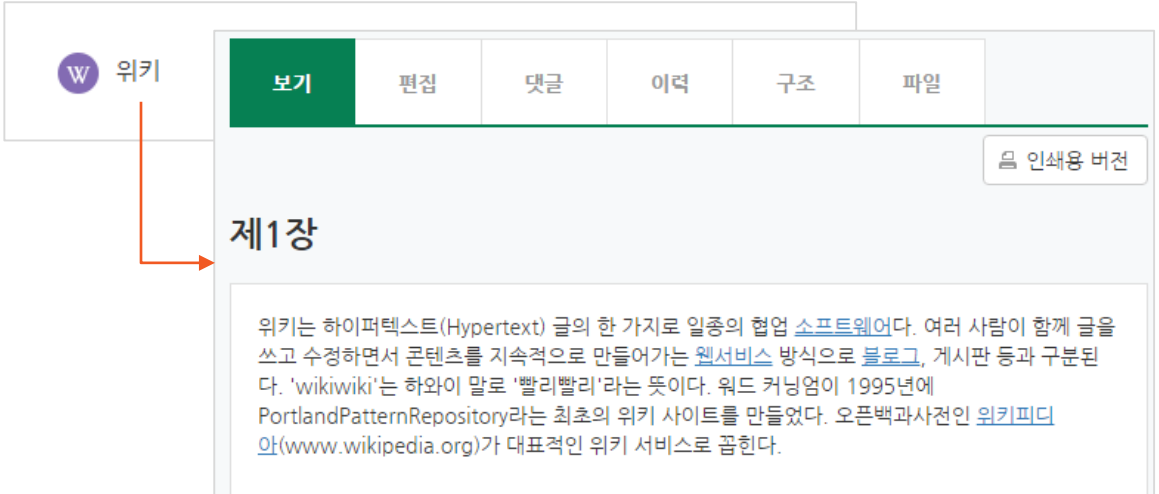 W 위키
보기 편집 댓글 이력 구조 파일
인쇄용 버전
제1장
위키는 하이퍼텍스트(Hypertext) 글의 한 가지로 일종의 협업 소프트웨어다. 여러 사람이 함께 글을
쓰고 수정하면서 콘텐츠를 지속적으로 만들어가는 웹서비스 방식으로 블로그, 게시판 등과 구분된
다. 'wikiwiki'는 하와이 말로 '빨리빨리'라는 뜻이다. 워드 커닝엄이 1995년에
PortlandPatternRepository라는 최초의 위키 사이트를 만들었다. 오픈백과사전인 위키피디
아(www.wikipedia.org)가 대표적인 위키 서비스로 꼽힌다.